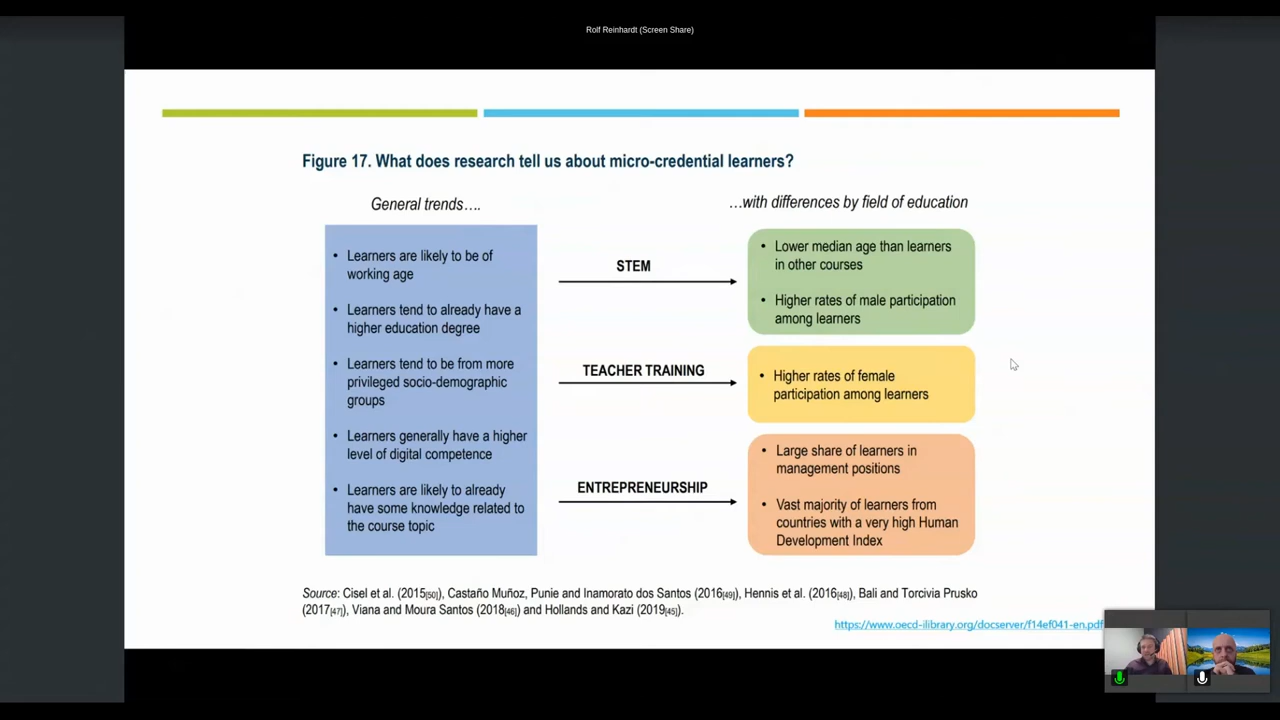 Rolf Reinhardt (Screen Share)
Figure 17. What does research tell us about micro-credential learners?
General trends….
…with differences by field of education
• Learners are likely to be of
working age
• Learners tend to already have a
higher education degree
• Learners tend to be from more
privileged socio-demographic
groups
• Learners generally have a higher
level of digital competence
• Learners are likely to already
have some knowledge related to
the course topic
STEM
• Lower median age than learners
in other courses
• Higher rates of male participation
among learners
TEACHER TRAINING
• Higher rates of female
participation among learners
ENTREPRENEURSHIP
• Large share of learners in
management positions
• Vast majority of learners from
countries with a very high Human
Development Index
Source: Cisel et al. (2015[50]), Castaño Muñoz, Punie and Inamorato dos Santos (2016[49]), Hennis et al. (2016[48]), Bali and Torcivia Prusko
(2017[47]), Viana and Moura Santos (2018[46]) and Hollands and Kazi (2019[45]).
https://www.oecd-ilibrary.org/docserver/f14ef041-en.pdf